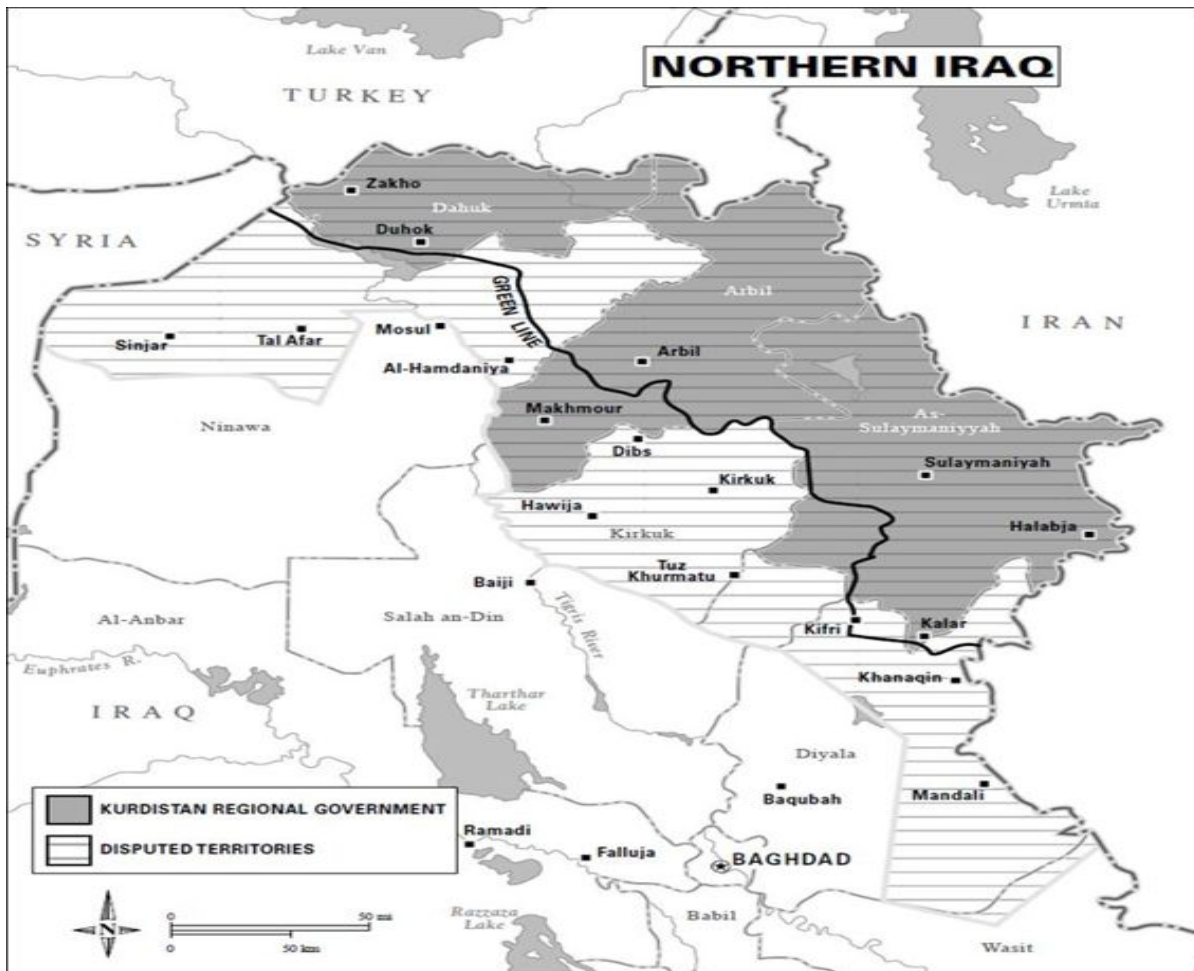 Lake Van
NORTHERN IRAQ
TURKEY
Zakho
Dahuk
Lake
Urmia
Duhok
SYRIA
GREEN LINE
Arbil
IRAN
Mosul
Sinjar
Tal Afar
Arbil
Al-Hamdaniya
Makhmour
As-
Sulaymaniyyah
Ninawa
Dibs
Sulaymaniyah
Kirkuk
Hawija
Kirkuk
Halabja
Tuz
Khurmatu
Baiji
Tigris River
Al-Anbar
Salah an-Din
Kifri
Kalar
Euphrates R.
Khanaqin
Tharthar
Lake
IRAQ
Diyala
Baqubah
Mandali
KURDISTAN REGIONAL GOVERNMENT
DISPUTED TERRITORIES
Ramadi
Falluja
BAGHDAD
N
0 50 mi
0 50 km
Razzaza
Lake
Babil
Wasit